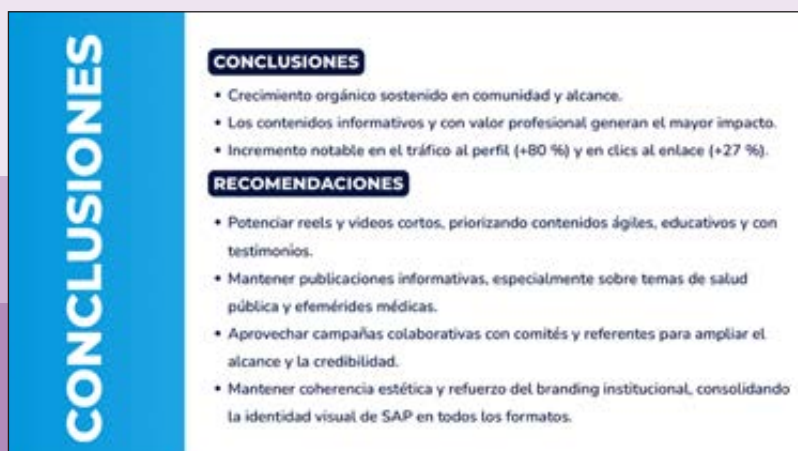 CONCLUSIONES
CONCLUSIONES
• Crecimiento orgánico sostenido en comunidad y alcance.
• Los contenidos informativos y con valor profesional generan el mayor impacto.
• Incremento notable en el tráfico al perfil (+80 %) y en clics al enlace (+27 %).
RECOMENDACIONES
• Potenciar reels y videos cortos, priorizando contenidos ágiles, educativos y con
testimonios.
• Mantener publicaciones informativas, especialmente sobre temas de salud
pública y efemérides médicas.
• Aprovechar campañas colaborativas con comités y referentes para ampliar el
alcance y la credibilidad.
• Mantener coherencia estética y refuerzo del branding institucional, consolidando
la identidad visual de SAP en todos los formatos.